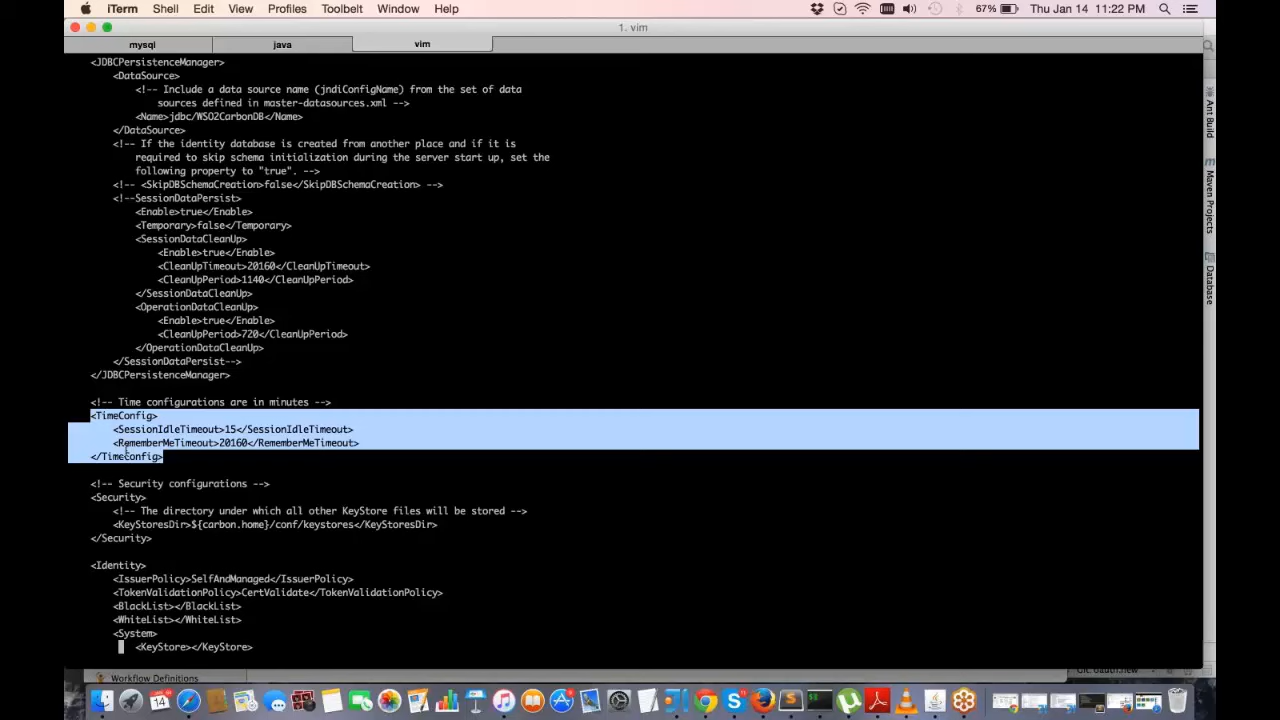 iTerm Shell Edit View Profiles Toolbelt Window Help 67% Thu Jan 14 11:22 PM
1. vim
mysql java vim
<JDBCPersistenceManager>
<DataSource>
<!-- Include a data source name (jndiConfigName) from the set of data
sources defined in master-datasources.xml -->
<Name>jdbc/WSO2CarbonDB</Name>
</DataSource>
<!-- If the identity database is created from another place and if it is
required to skip schema initialization during the server start up, set the
following property to "true". -->
<!-- <SkipDBSchemaCreation>false</SkipDBSchemaCreation> -->
<!--SessionDataPersist>
<Enable>true</Enable>
<Temporary>false</Temporary>
<SessionDataCleanUp>
<Enable>true</Enable>
<CleanUpTimeout>20160</CleanUpTimeout>
<CleanUpPeriod>1140</CleanUpPeriod>
</SessionDataCleanUp>
<OperationDataCleanUp>
<Enable>true</Enable>
<CleanUpPeriod>720</CleanUpPeriod>
</OperationDataCleanUp>
</SessionDataPersist-->
</JDBCPersistenceManager>
<!-- Time configurations are in minutes -->
<TimeConfig>
<SessionIdleTimeout>15</SessionIdleTimeout>
<RememberMeTimeout>20160</RememberMeTimeout>
</TimeConfig>
<!-- Security configurations -->
<Security>
<!-- The directory under which all other KeyStore files will be stored -->
<KeyStoresDir>${carbon.home}/conf/keystores</KeyStoresDir>
</Security>
<Identity>
<IssuerPolicy>SelfAndManaged</IssuerPolicy>
<TokenValidationPolicy>CertValidate</TokenValidationPolicy>
<BlackList></BlackList>
<WhiteList></WhiteList>
<System>
<KeyStore></KeyStore>
Ant Build
Maven Projects
Database
Workflow Definitions
14